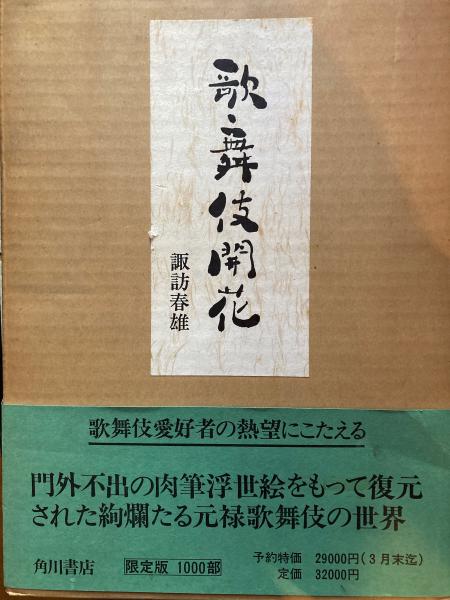 歌舞伎開花
諏訪春雄
歌舞伎愛好者の熱望にこたえる
門外不出の肉筆浮世絵をもって復元
された絢爛たる元禄歌舞伎の世界
角川書店 限定版 1000部 予約特価 29000円(3月末迄)
定価 32000円